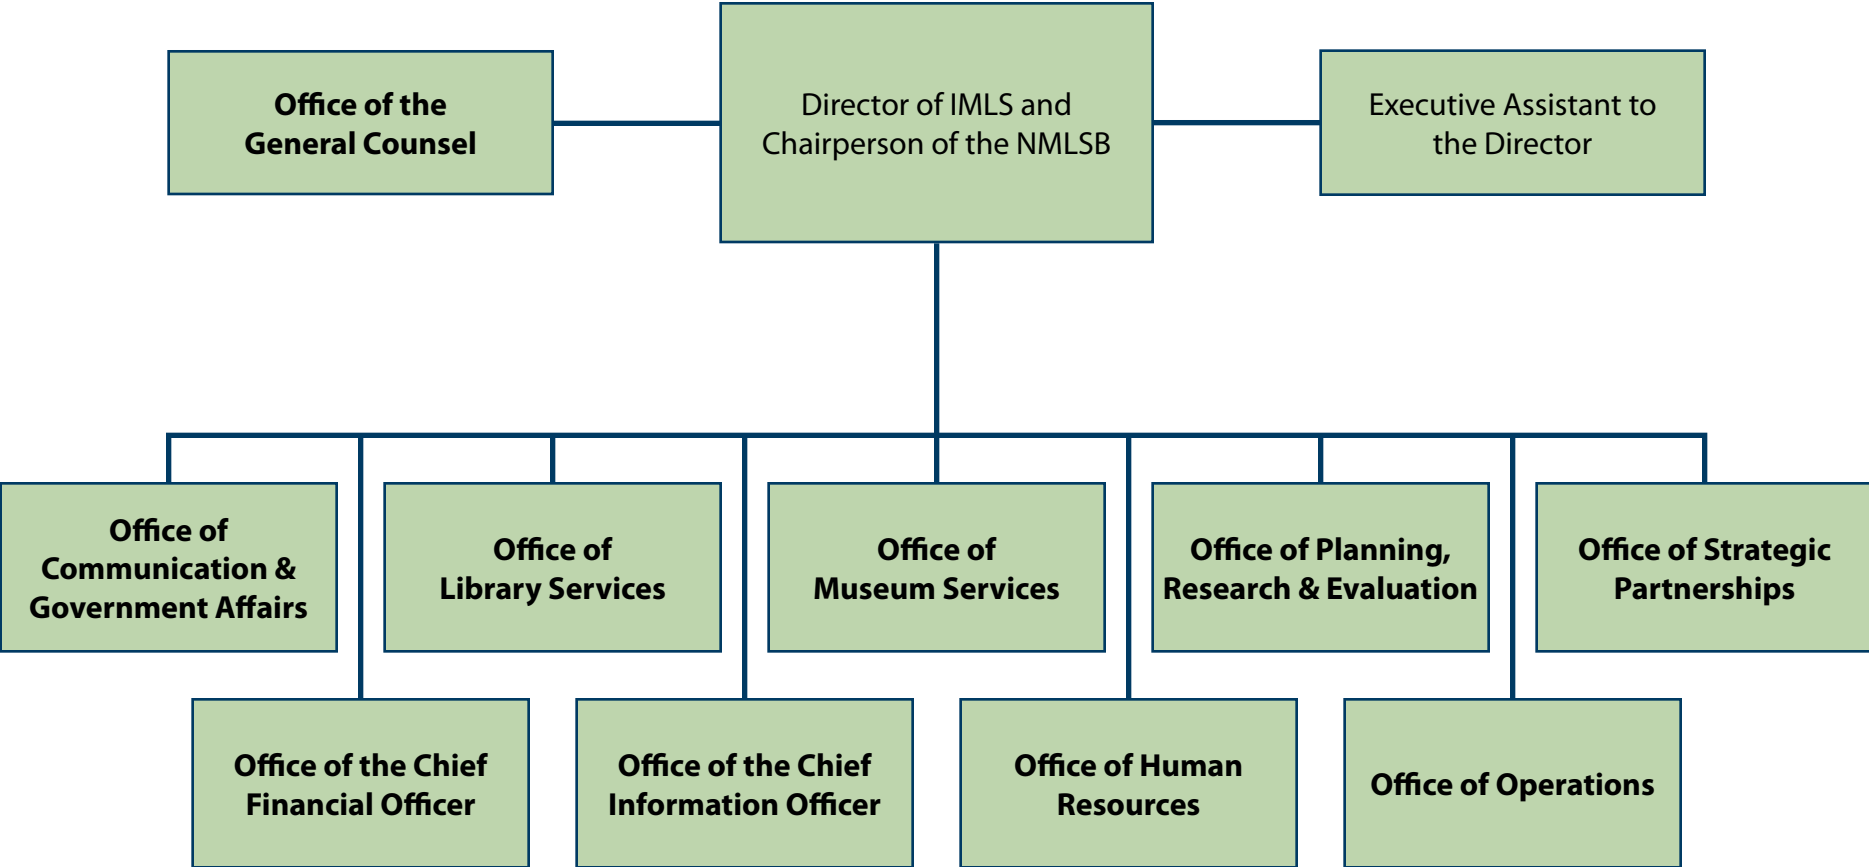 Office of the
General Counsel
Director of IMLS and
Chairperson of the NMLSB
Executive Assistant to
the Director
Office of
Communication &
Government Affairs
Office of
Library Services
Office of
Museum Services
Office of Planning,
Research & Evaluation
Office of Strategic
Partnerships
Office of the Chief
Financial Officer
Office of the Chief
Information Officer
Office of Human
Resources
Office of Operations